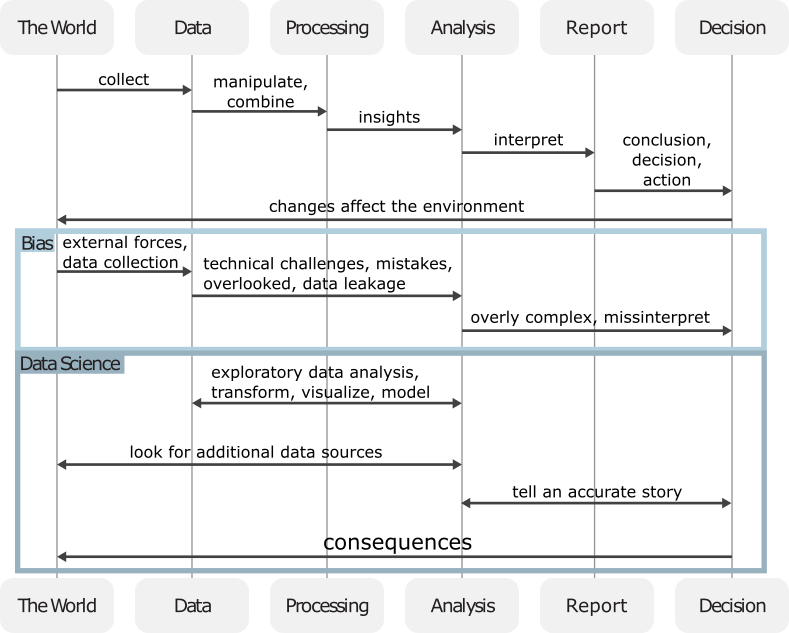 The World
Data
Processing
Analysis
Report
Decision
collect
manipulate,
combine
insights
interpret
conclusion,
decision,
action
changes affect the environment
Bias
external forces,
data collection
technical challenges, mistakes,
overlooked, data leakage
overly complex, missinterpret
Data Science
exploratory data analysis,
transform, visualize, model
look for additional data sources
tell an accurate story
consequences
The World
Data
Processing
Analysis
Report
Decision